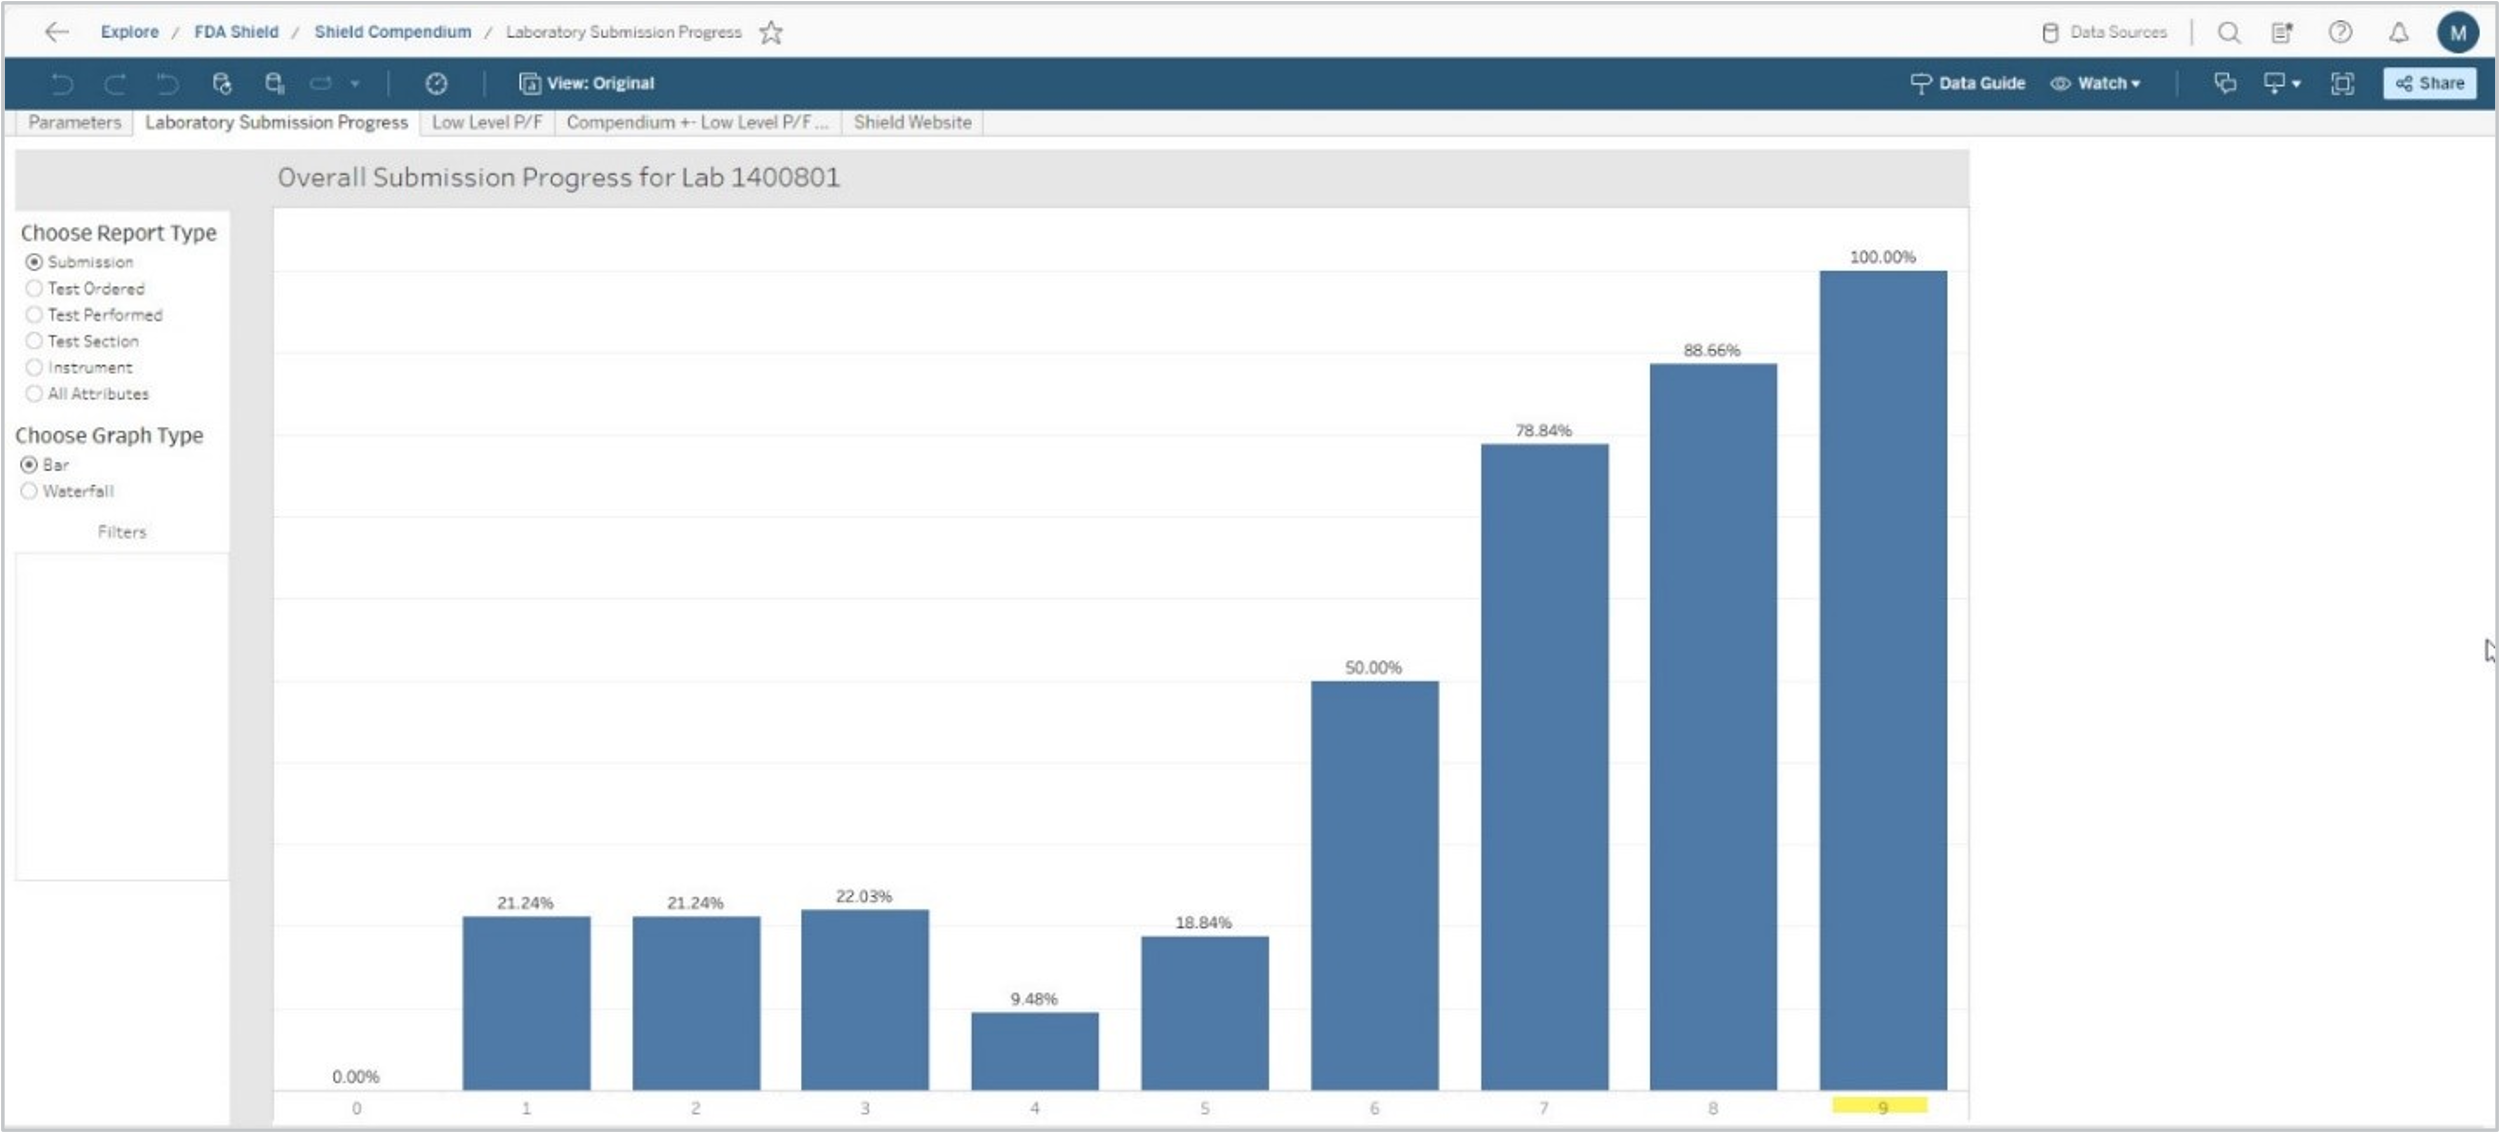 Explore / FDA Shield / Shield Compendium / Laboratory Submission Progress
Data Sources
M
View: Original
Data Guide
Watch
Share
Parameters
Laboratory Submission Progress
Low Level P/F
Compendium +- Low Level P/F ...
Shield Website
Overall Submission Progress for Lab 1400801
Choose Report Type
Submission
Test Ordered
Test Performed
Test Section
Instrument
All Attributes
Choose Graph Type
Bar
Waterfall
Filters
0.00%
21.24%
21.24%
22.03%
9.48%
18.84%
50.00%
78.84%
88.66%
100.00%
0 1 2 3 4 5 6 7 8 9